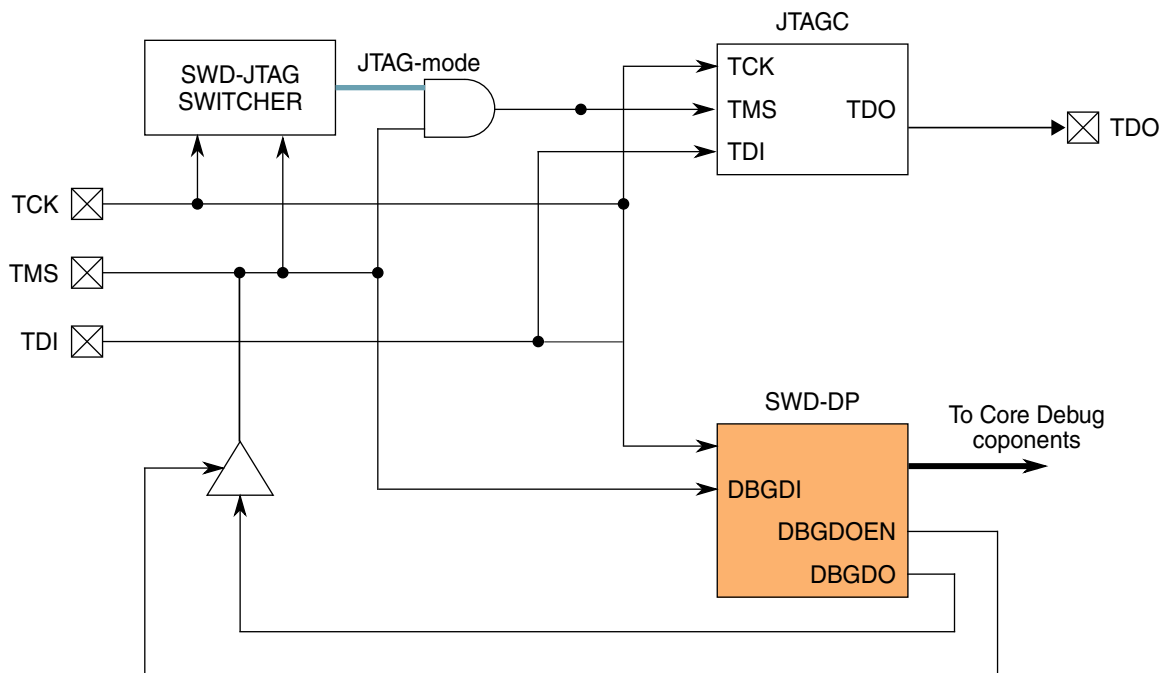 JTAGC
SWD-JTAG
SWITCHER
JTAG-mode
TCK
TMS
TDO
TDI
TDO
TCK
TMS
TDI
SWD-DP
To Core Debug
coponents
DBGDI
DBGDOEN
DBGDO